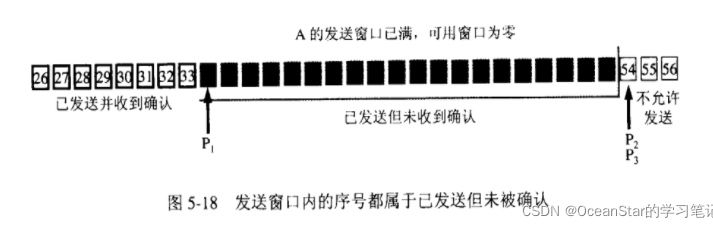 A 的发送窗口已满，可用窗口为零
26 27 28 29 30 31 32 33 54 55 56
已发送并收到确认
已发送但未收到确认
不允许
发送
P1
P2
P3
图 5-18 发送窗口内的序号都属于已发送但未被确认
CSDN @OceanStar的学习笔记